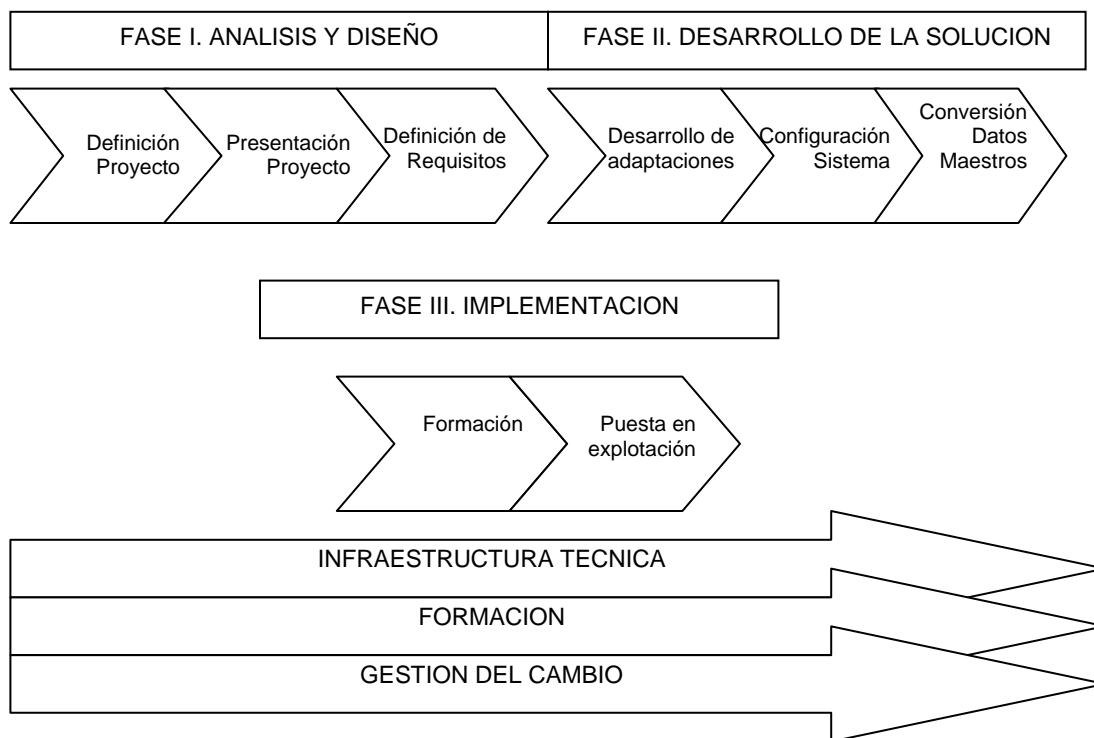 FASE I. ANALISIS Y DISEÑO
FASE II. DESARROLLO DE LA SOLUCION
Definición
Proyecto
Presentación
Proyecto
Definición de
Requisitos
Desarrollo de
adaptaciones
Configuración
Sistema
Conversión
Datos
Maestros
FASE III. IMPLEMENTACION
Formación
Puesta en
explotación
INFRAESTRUCTURA TECNICA
FORMACION
GESTION DEL CAMBIO